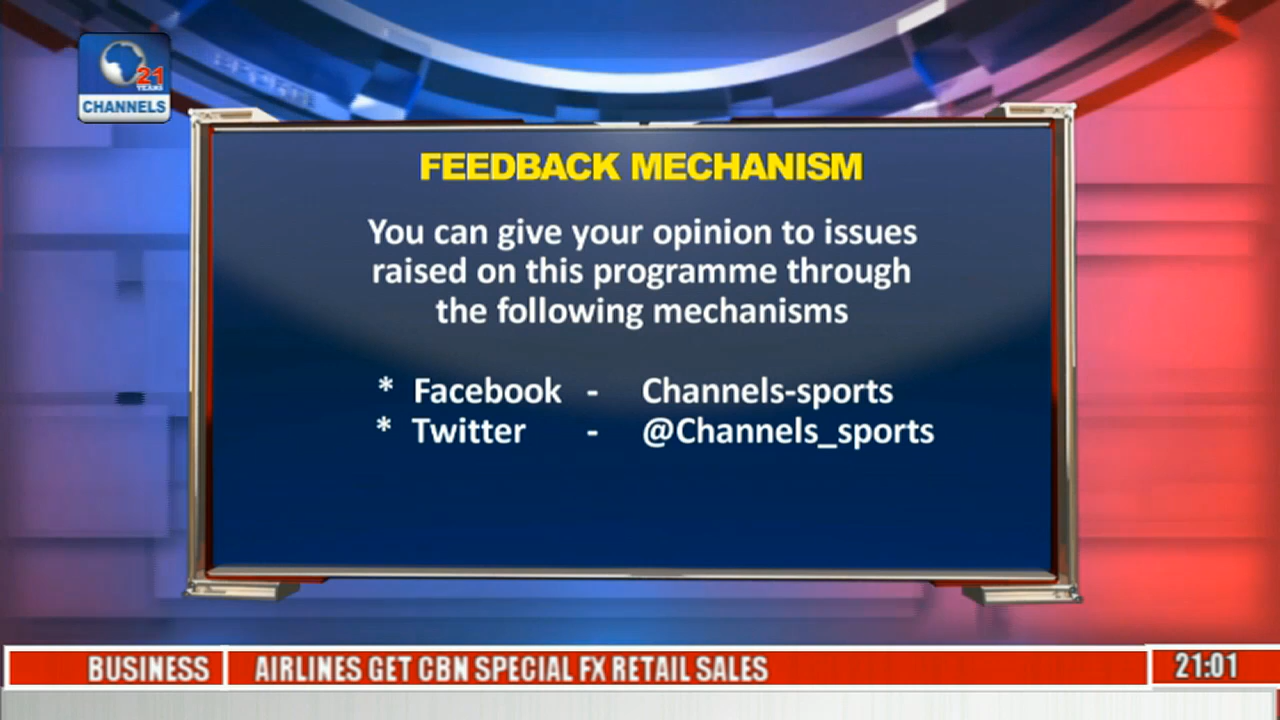 21
YEARS
CHANNELS
FEEDBACK MECHANISM
You can give your opinion to issues
raised on this programme through
the following mechanisms
* Facebook - Channels-sports
* Twitter - @Channels_sports
BUSINESS AIRLINES GET CBN SPECIAL FX RETAIL SALES 21:01